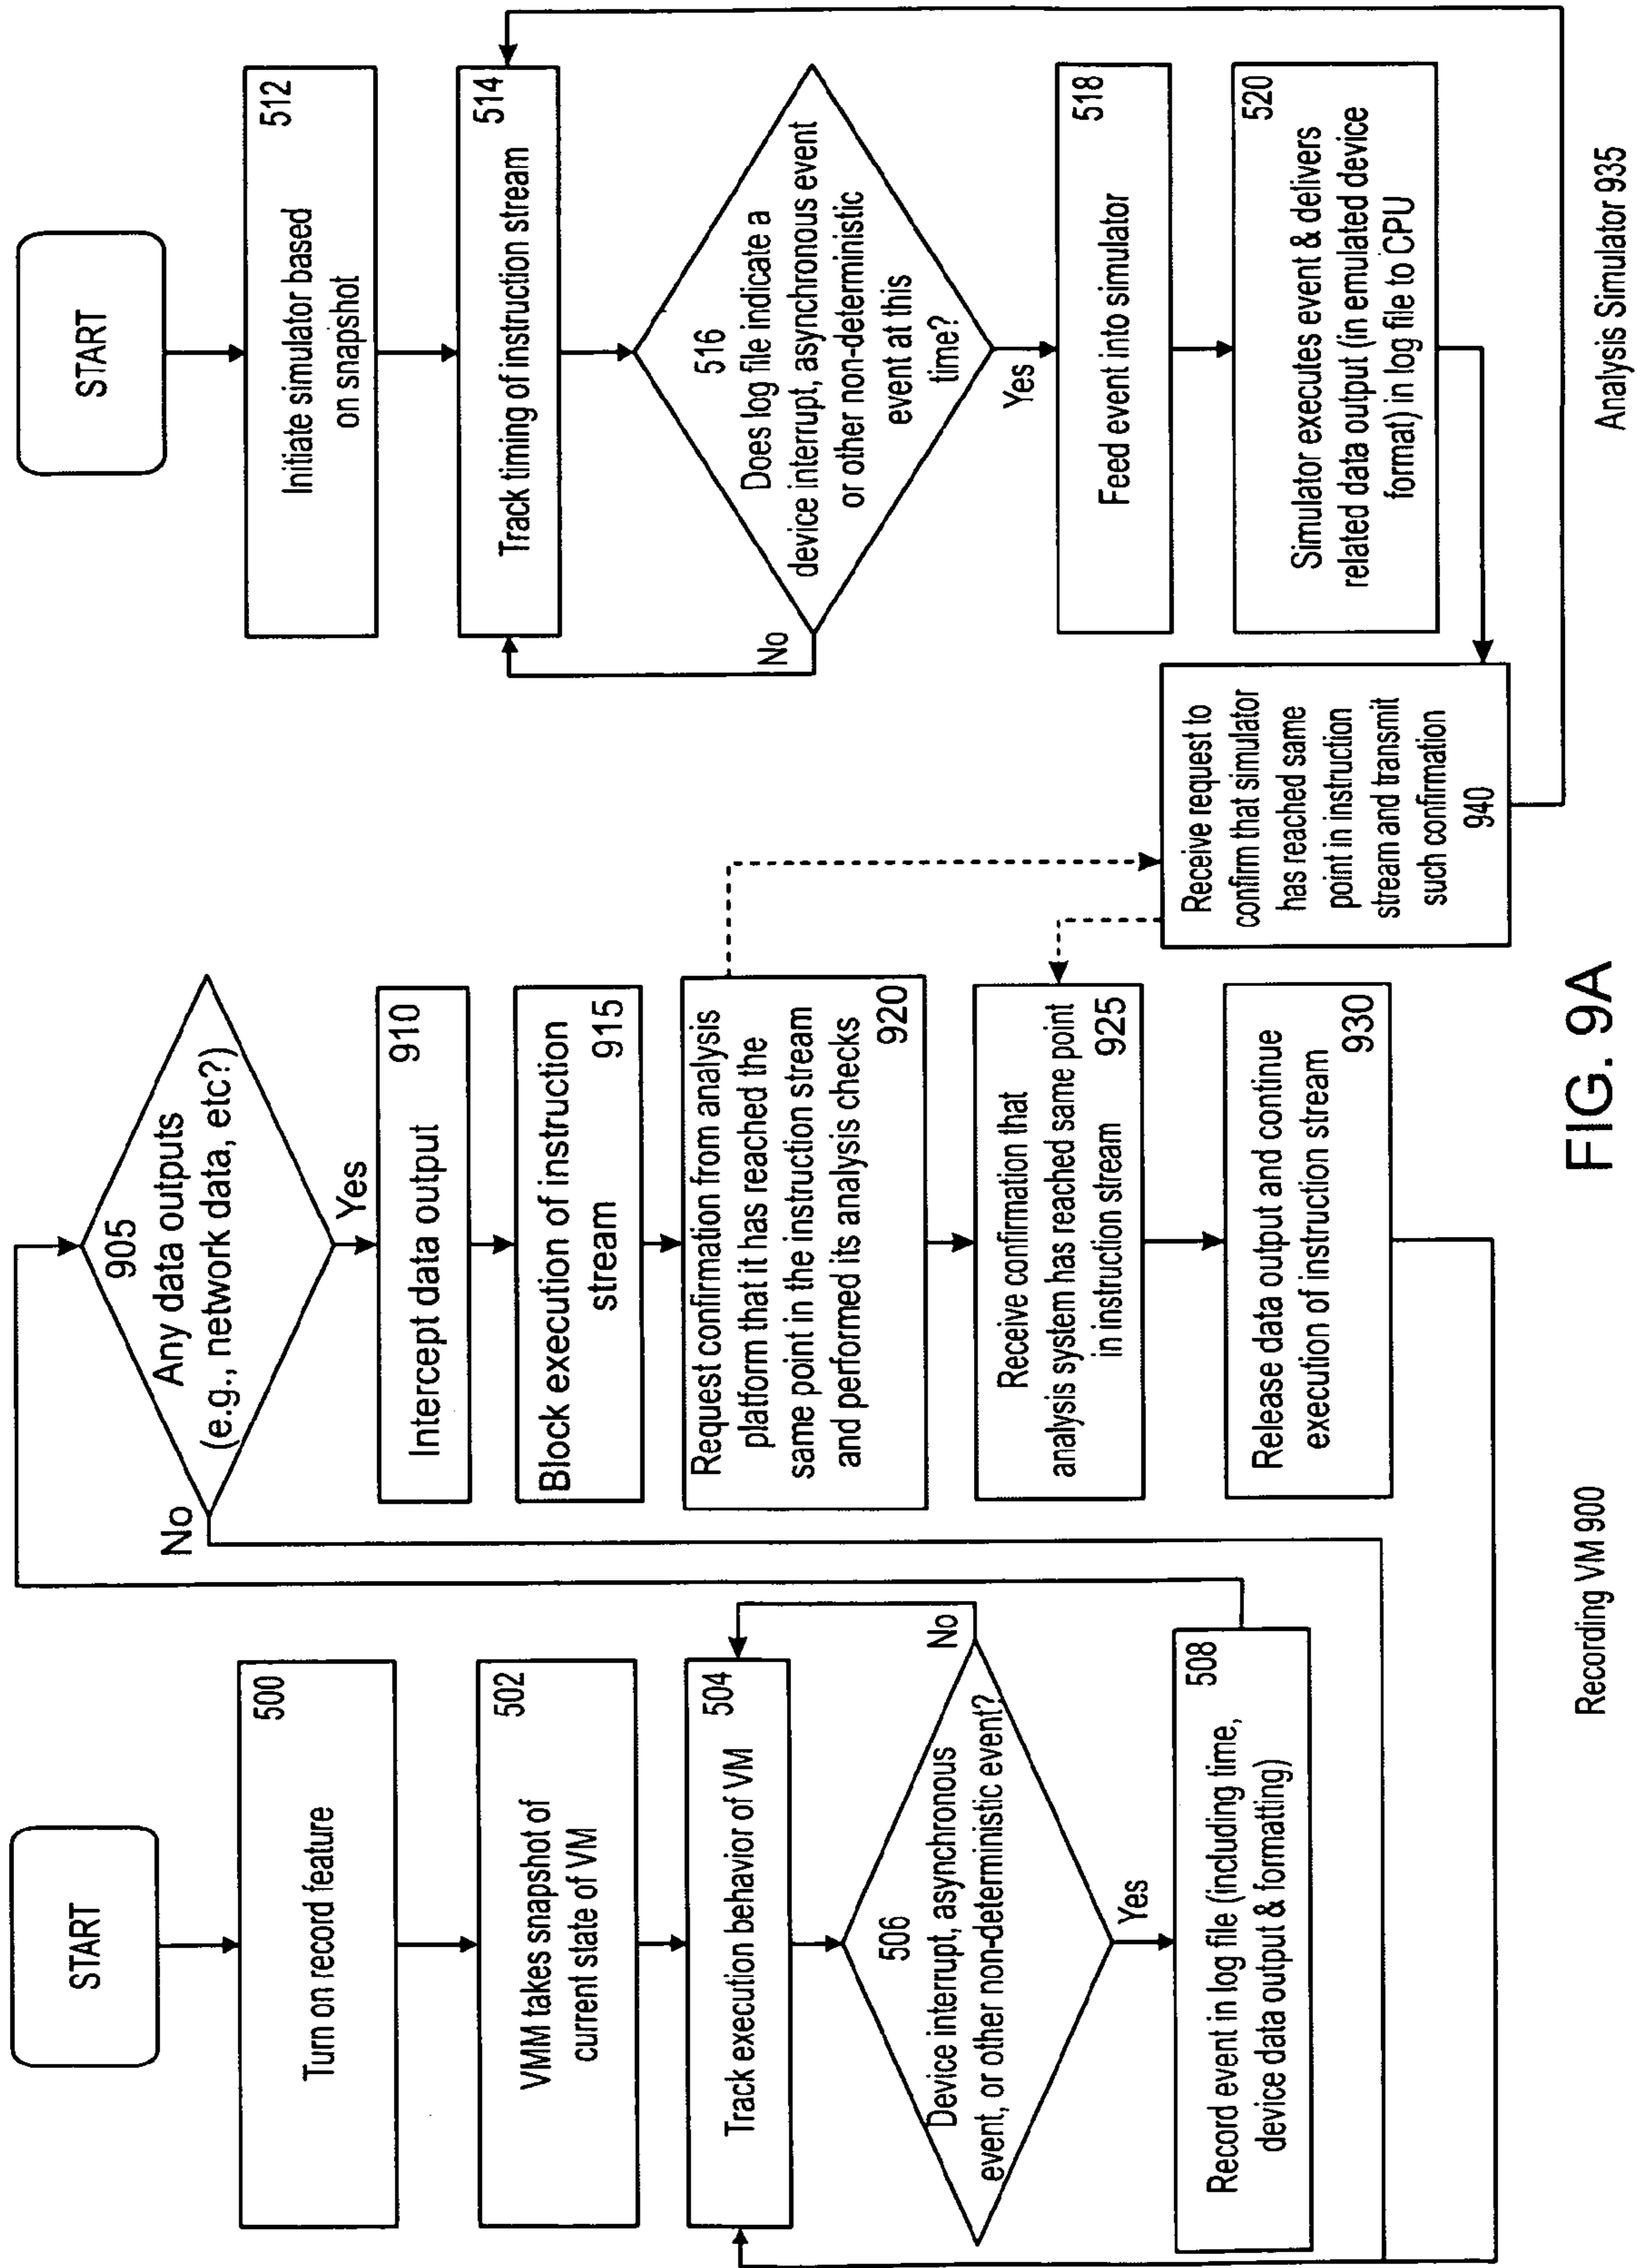 START
500
Turn on record feature
502
VMM takes snapshot of
current state of VM
504
Track execution behavior of VM
506
Device interrupt, asynchronous
event, or other non-deterministic event?
No
Yes
508
Record event in log file (including time,
device data output & formatting)
905
Any data outputs
(e.g., network data, etc?)
No
Yes
910
Intercept data output
915
Block execution of instruction
stream
Request confirmation from analysis
platform that it has reached the
same point in the instruction stream
and performed its analysis checks
920
Receive confirmation that
analysis system has reached same point
in instruction stream
925
Release data output and continue
execution of instruction stream
930
Recording VM 900
START
512
Initiate simulator based
on snapshot
514
Track timing of instruction stream
516
Does log file indicate a
device interrupt, asynchronous event
or other non-deterministic
event at this
time?
No
Yes
518
Feed event into simulator
520
Simulator executes event & delivers
related data output (in emulated device
format) in log file to CPU
Receive request to
confirm that simulator
has reached same
point in instruction
stream and transmit
such confirmation
940
Analysis Simulator 935
FIG. 9A